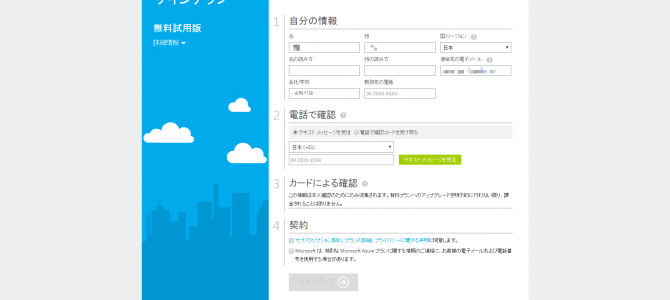 サインアップ
無料試用版
詳細情報
1 自分の情報
名 姓 国/リージョン
日本
名の読み方 姓の読み方 連絡先の電子メール
会社/学校 勤務先の電話
- 省略可能 - 90 XXXX XXXX
2 電話で確認
テキスト メッセージを受信 電話で確認コードを受け取る
日本 (+81)
90 XXXX XXXX テキスト メッセージを受信
3 カードによる確認
この情報は本人確認のためにのみ収集されます。有料プランへのアップグレードを明示的に行わない限り、課
金されることはありません。
4 契約
サブスクリプション契約、プランの詳細、プライバシーに関する声明に同意します。
Microsoft は、特別な Microsoft Azure プランに関する情報のご連絡に、お客様の電子メールおよび電話番
号を使用する場合があります。
サインアップ